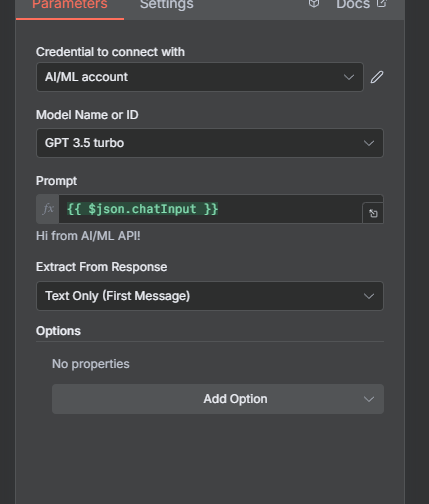 Parameters Settings Docs
Credential to connect with
AI/ML account
Model Name or ID
GPT 3.5 turbo
Prompt
fx {{ $json.chatInput }}
Hi from AI/ML API!
Extract From Response
Text Only (First Message)
Options
No properties
Add Option